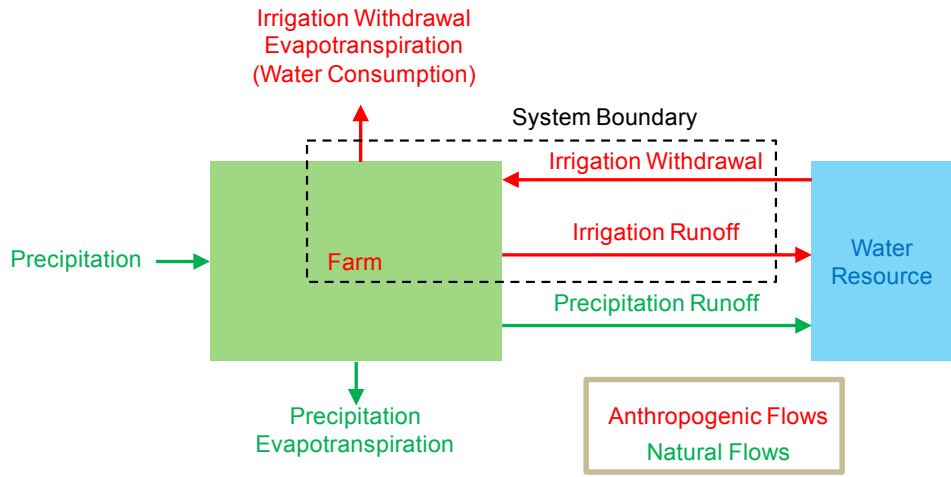 Irrigation Withdrawal
Evapotranspiration
(Water Consumption)
System Boundary
Irrigation Withdrawal
Irrigation Runoff
Water
Resource
Precipitation
Farm
Precipitation Runoff
Precipitation
Evapotranspiration
Anthropogenic Flows
Natural Flows